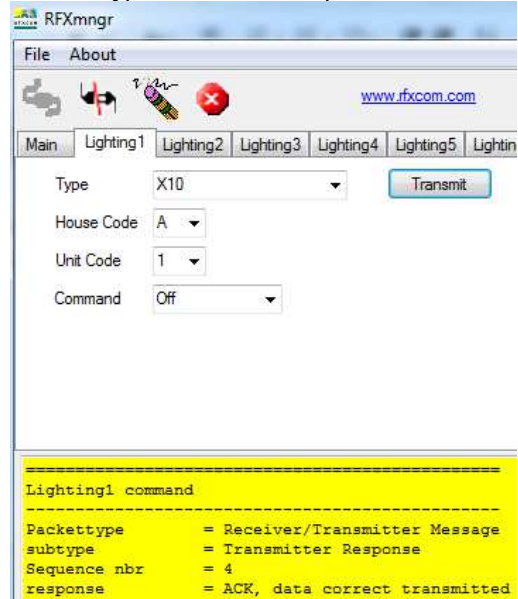 RFXmngr
File About
www.rfxcom.com
Main Lighting1 Lighting2 Lighting3 Lighting4 Lighting5 Lightin
Type X10 Transmit
House Code A
Unit Code 1
Command Off
==================================================
Lighting1 command
--------------------------------------------------
Packettype = Receiver/Transmitter Message
subtype = Transmitter Response
Sequence nbr = 4
response = ACK, data correct transmitted